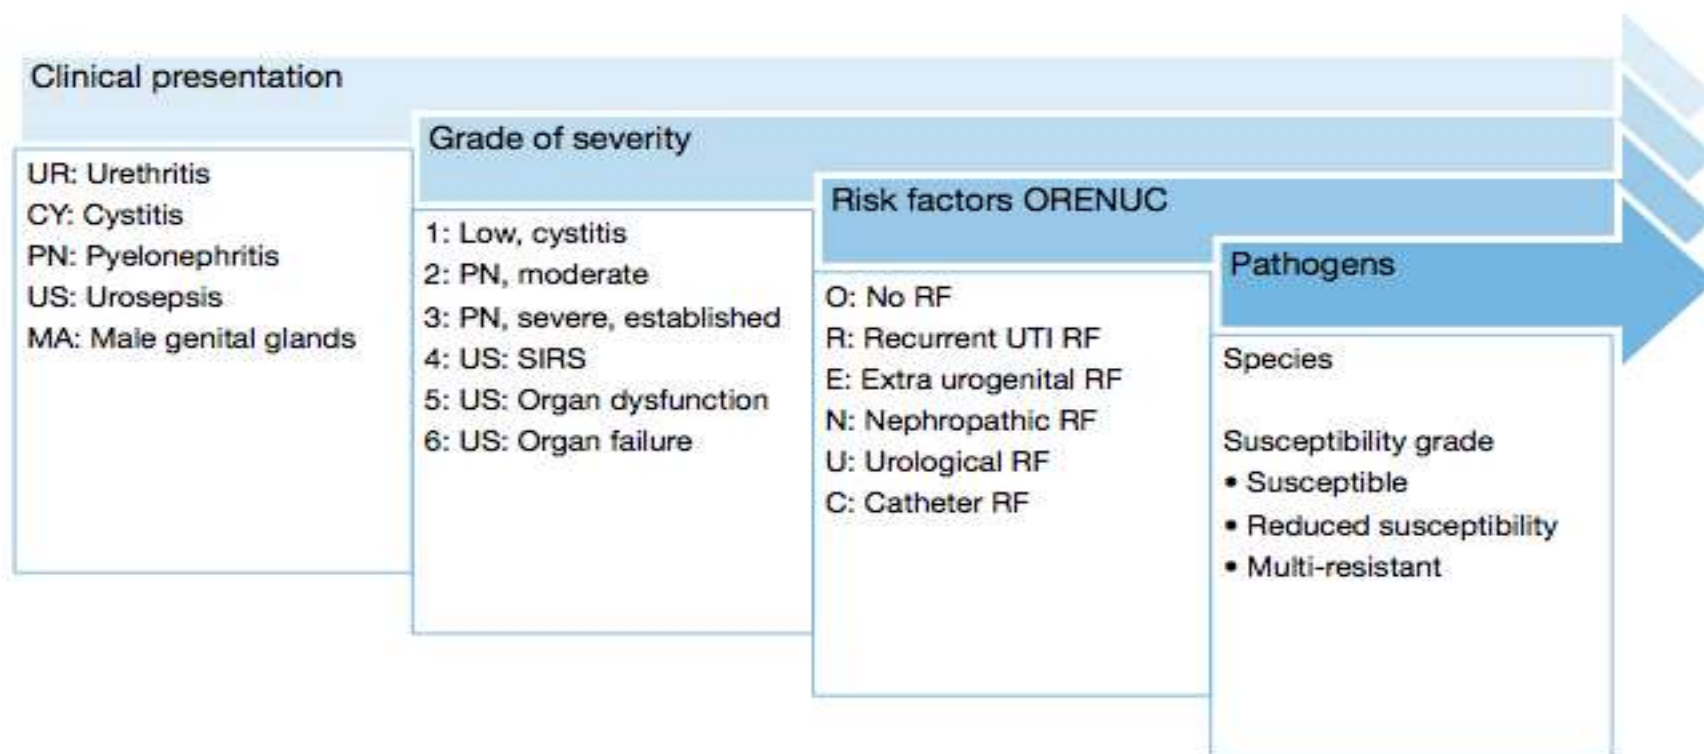 Clinical presentation
UR: Urethritis
CY: Cystitis
PN: Pyelonephritis
US: Urosepsis
MA: Male genital glands
Grade of severity
1: Low, cystitis
2: PN, moderate
3: PN, severe, established
4: US: SIRS
5: US: Organ dysfunction
6: US: Organ failure
Risk factors ORENUC
O: No RF
R: Recurrent UTI RF
E: Extra urogenital RF
N: Nephropathic RF
U: Urological RF
C: Catheter RF
Pathogens
Species
Susceptibility grade
• Susceptible
• Reduced susceptibility
• Multi-resistant